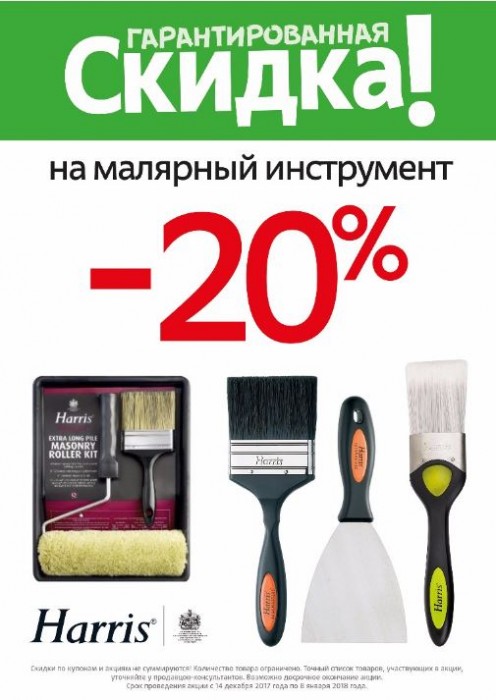 ГАРАНТИРОВАННАЯ
Скидка!
на малярный инструмент
-20%
Harris
EXTRA LONG PILE
MASONRY
ROLLER KIT
Harris
Harris
Harris
Harris
Harris®
Скидки по купонам и акциям не суммируются! Количество товара ограничено. Точный список товаров, участвующих в акции,
уточняйте у продавцов-консультантов. Возможно досрочное окончание акции.
Срок проведения акции с 14 декабря 2017 года по 8 января 2018 года.